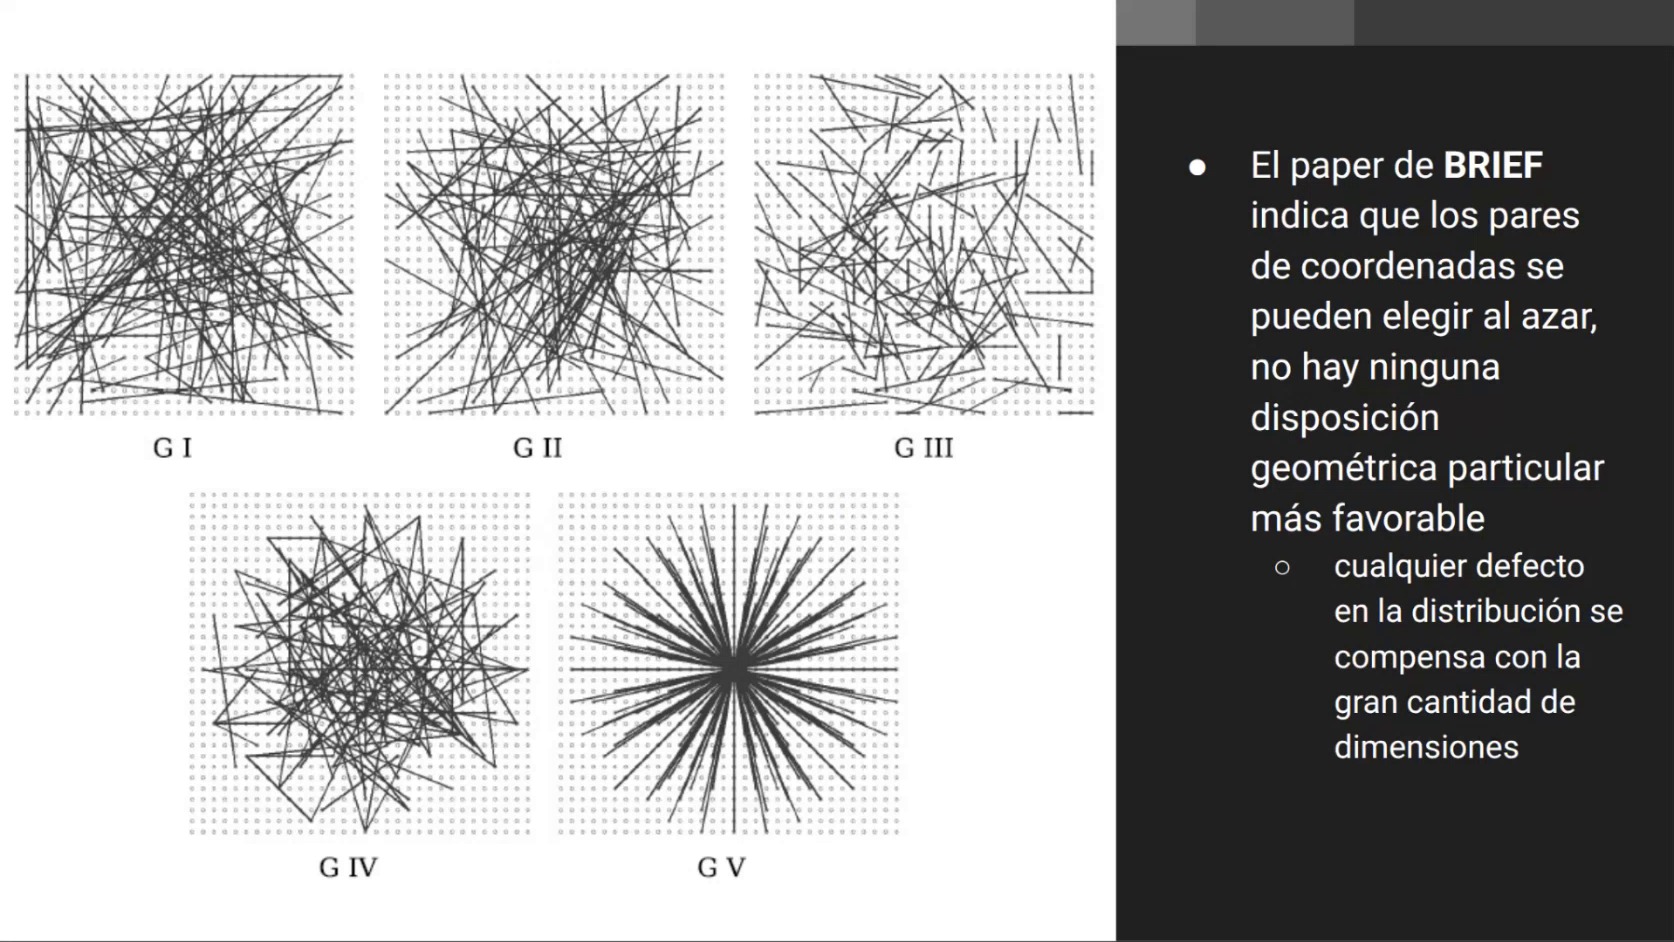 G I
G II
G III
G IV
G V
● El paper de BRIEF
indica que los pares
de coordenadas se
pueden elegir al azar,
no hay ninguna
disposición
geométrica particular
más favorable
○ cualquier defecto
en la distribución se
compensa con la
gran cantidad de
dimensiones